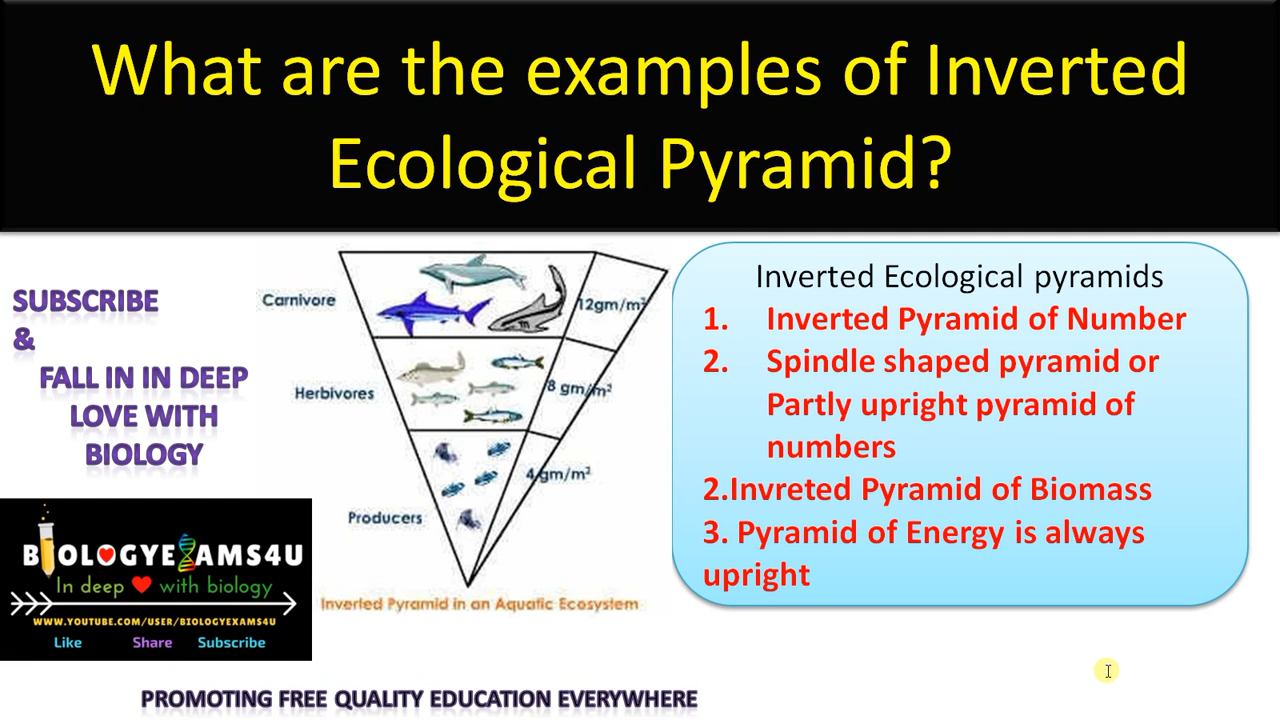 What are the examples of Inverted
Ecological Pyramid?
SUBSCRIBE
&
FALL IN IN DEEP
LOVE WITH
BIOLOGY
BIOLOGYEXAMS4U
In deep with biology
WWW.YOUTUBE.COM/USER/BIOLOGYEXAMS4U
Like Share Subscribe
Carnivore
12gm/m²
Herbivores
8 gm/m²
4 gm/m²
Producers
Inverted Pyramid in an Aquatic Ecosystem
Inverted Ecological pyramids
1. Inverted Pyramid of Number
2. Spindle shaped pyramid or
Partly upright pyramid of
numbers
2.Invreted Pyramid of Biomass
3. Pyramid of Energy is always
upright
PROMOTING FREE QUALITY EDUCATION EVERYWHERE